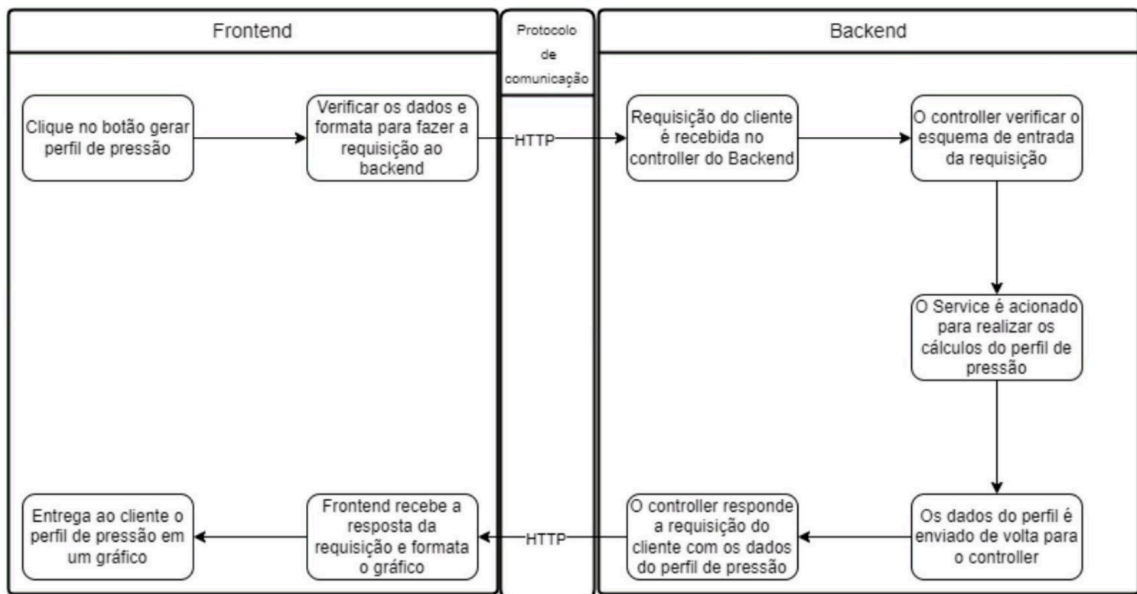 Frontend
Protocolo
de
comunicação
Backend
Clique no botão gerar
perfil de pressão
Verificar os dados e
formata para fazer a
requisição ao
backend
HTTP
Requisição do cliente
é recebida no
controller do Backend
O controller verificar o
esquema de entrada
da requisição
O Service é acionado
para realizar os
cálculos do perfil de
pressão
Os dados do perfil é
enviado de volta para
o controller
O controller responde
a requisição do
cliente com os dados
do perfil de pressão
HTTP
Frontend recebe a
resposta da
requisição e formata
o gráfico
Entrega ao cliente o
perfil de pressão em
um gráfico